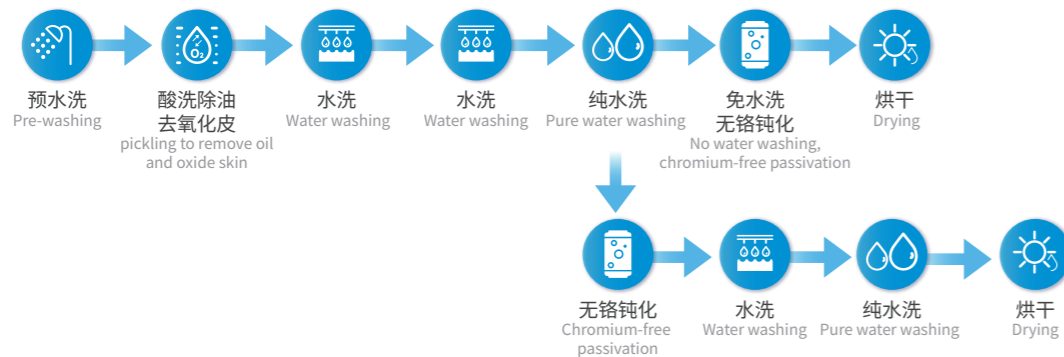 O₂
预水洗
Pre-washing
酸洗除油
去氧化皮
pickling to remove oil
and oxide skin
水洗
Water washing
水洗
Water washing
纯水洗
Pure water washing
免水洗
无铬钝化
No water washing,
chromium-free passivation
烘干
Drying
无铬钝化
Chromium-free
passivation
水洗
Water washing
纯水洗
Pure water washing
烘干
Drying